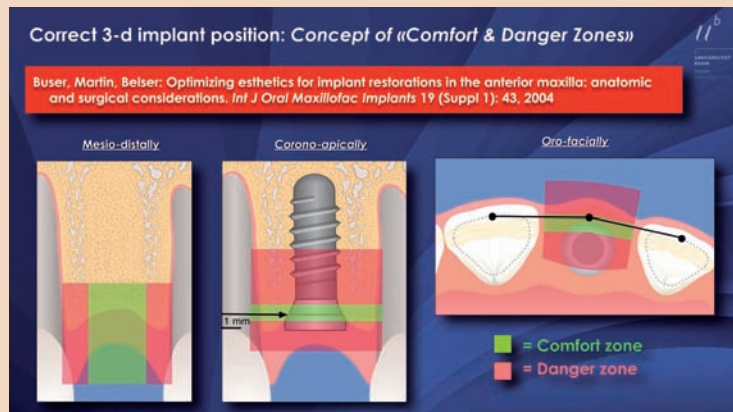 Correct 3-d implant position: Concept of «Comfort & Danger Zones»
u^b
UNIVERSITÄT
BERN
Buser, Martin, Belser: Optimizing esthetics for implant restorations in the anterior maxilla: anatomic
and surgical considerations. Int J Oral Maxillofac Implants 19 (Suppl 1): 43, 2004
Mesio-distally
Corono-apically
Oro-facially
1 mm
= Comfort zone
= Danger zone